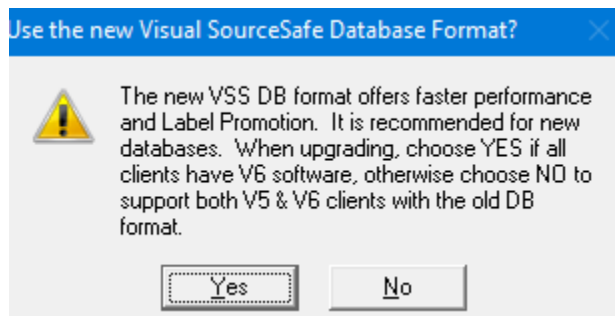 Use the new Visual SourceSafe Database Format?
The new VSS DB format offers faster performance
and Label Promotion.  It is recommended for new
databases.  When upgrading, choose YES if all
clients have V6 software, otherwise choose NO to
support both V5 & V6 clients with the old DB
format.
Yes
No